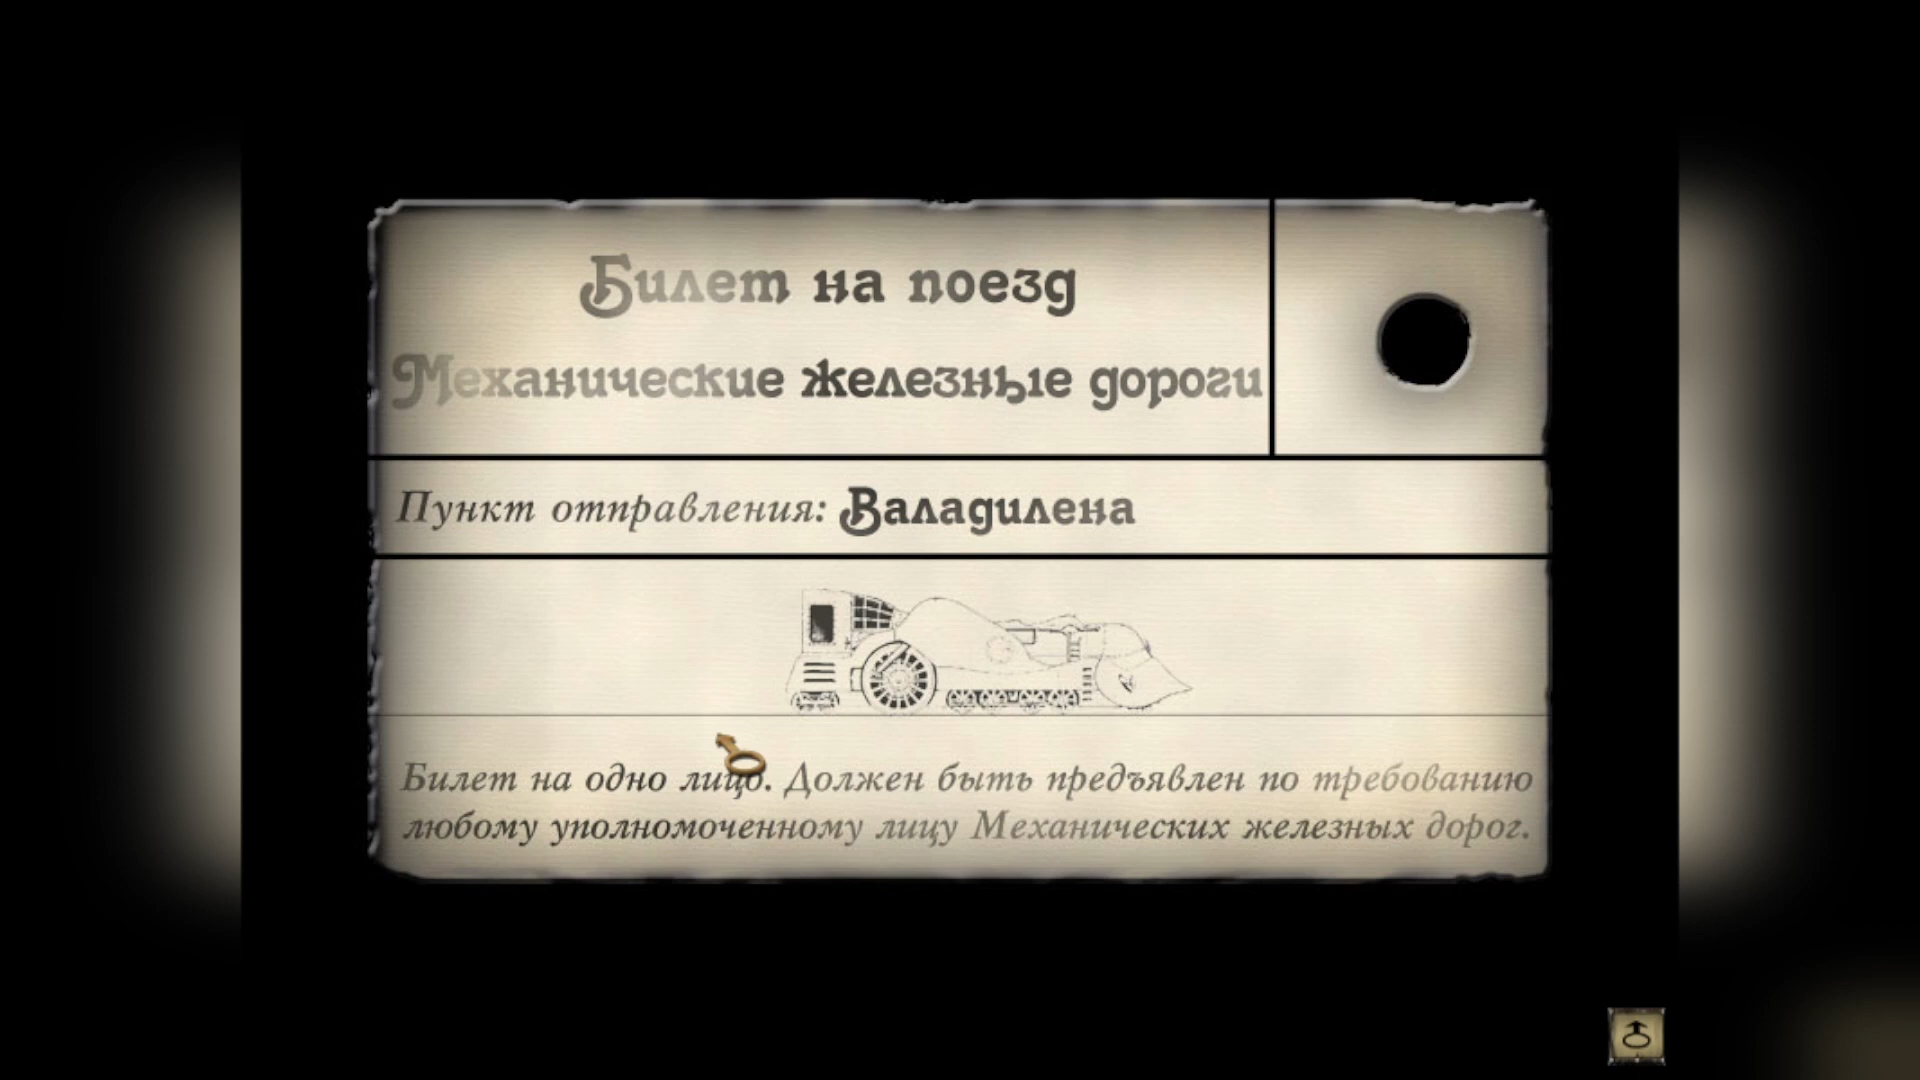 Билет на поезд
Механические железные дороги
Пункт отправления: Валадилена
Билет на одно лицо. Должен быть предъявлен по требованию
любому уполномоченному лицу Механических железных дорог.